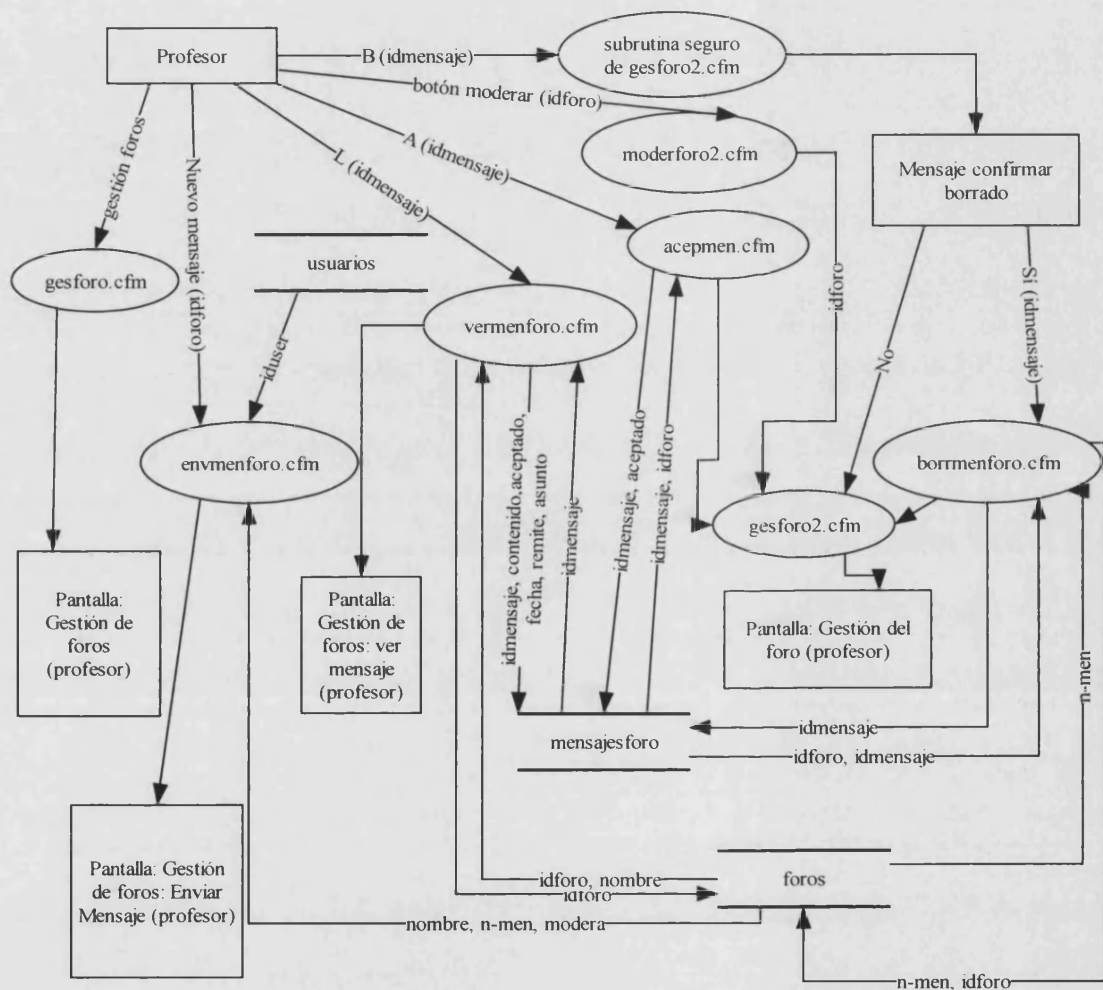 Profesor
B (idmensaje)
subrutina seguro
de gesforo2.cfm
botón moderar (idforo)
moderforo2.cfm
Mensaje confirmar
borrado
gestión foros
Nuevo mensaje (idforo)
L (idmensaje)
A (idmensaje)
acepmen.cfm
usuarios
gesforo.cfm
vermenforo.cfm
idforo
Sí (idmensaje)
No
iduser
envmenforo.cfm
borrmenforo.cfm
gesforo2.cfm
idmensaje, contenido,aceptado,
fecha, remite, asunto
idmensaje
idmensaje, aceptado
idmensaje, idforo
Pantalla:
Gestión de
foros
(profesor)
Pantalla:
Gestión de
foros: ver
mensaje
(profesor)
Pantalla: Gestión del
foro (profesor)
n-men
mensajesforo
idmensaje
idforo, idmensaje
Pantalla: Gestión
de foros: Enviar
Mensaje (profesor)
idforo, nombre
idforo
foros
nombre, n-men, modera
n-men, idforo